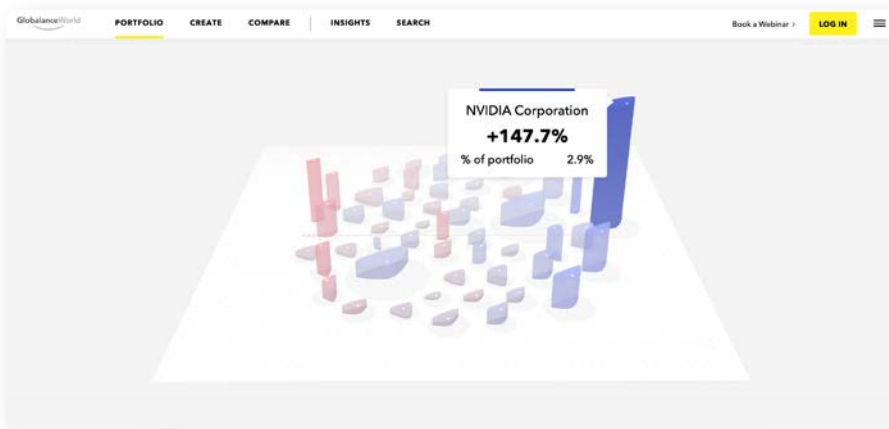 GlobalanceWorld PORTFOLIO CREATE COMPARE INSIGHTS SEARCH Book a Webinar > LOG IN
NVIDIA Corporation
+147.7%
% of portfolio 2.9%